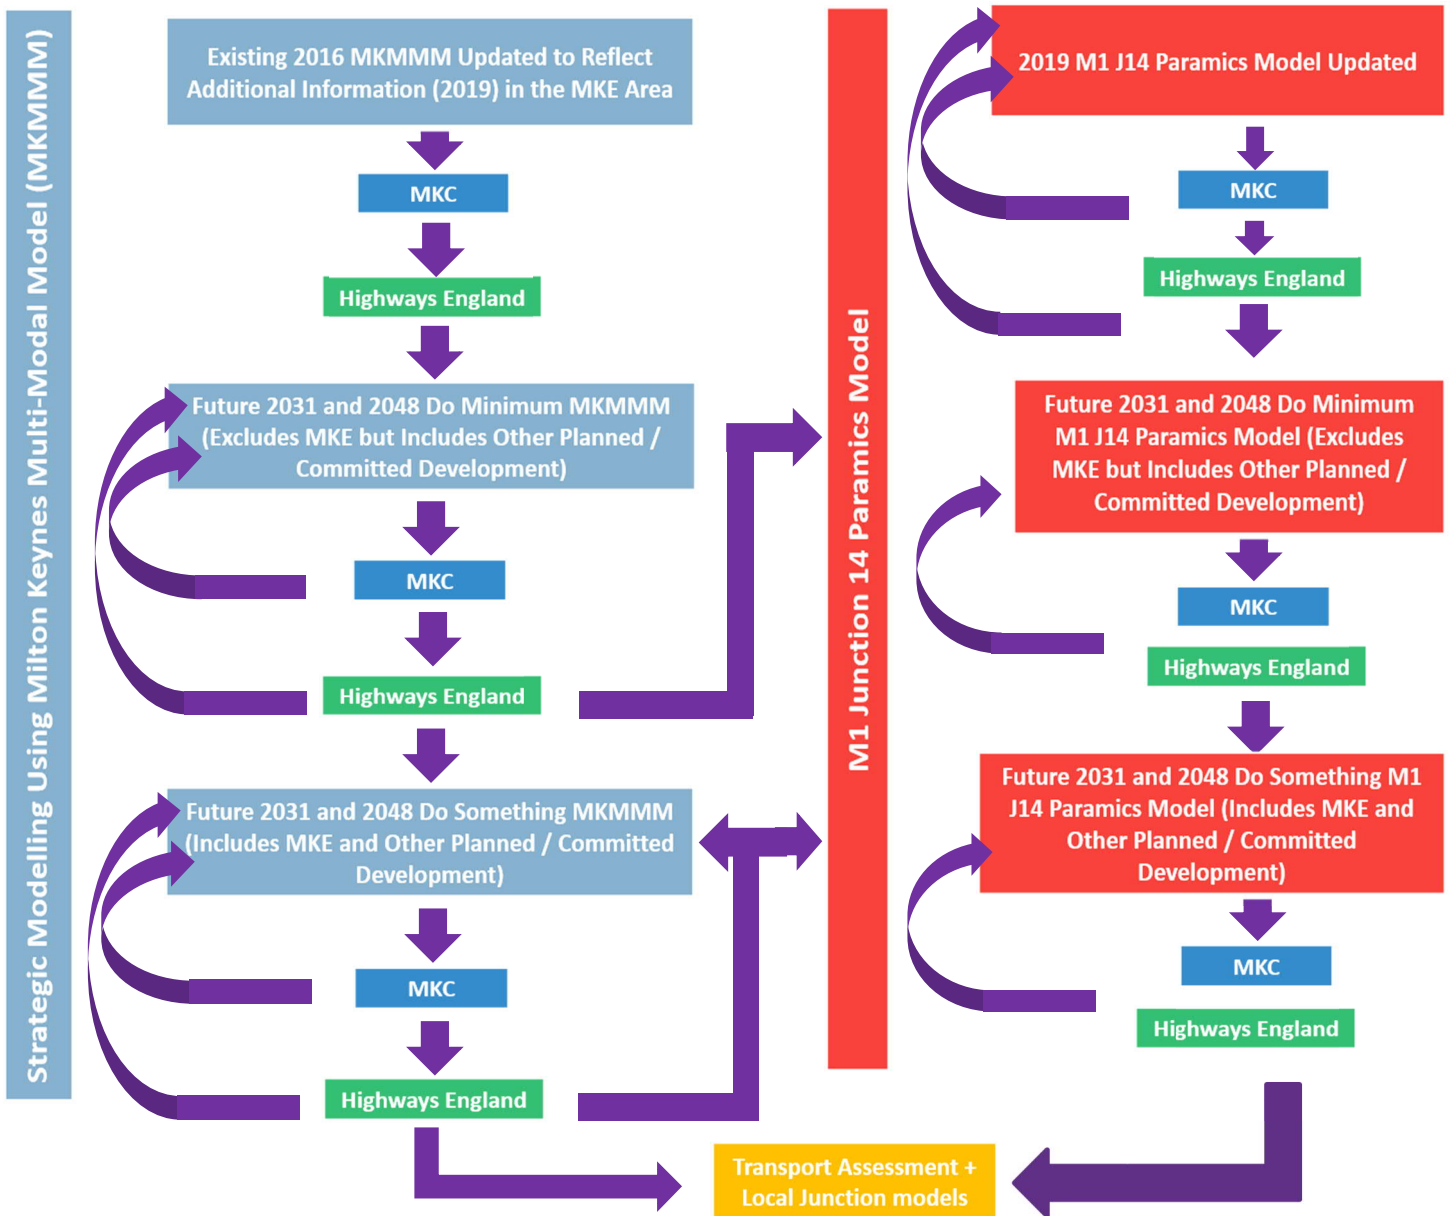 Strategic Modelling Using Milton Keynes Multi-Modal Model (MKMMM)
Existing 2016 MKMMM Updated to Reflect
Additional Information (2019) in the MKE Area
MKC
Highways England
Future 2031 and 2048 Do Minimum MKMMM
(Excludes MKE but Includes Other Planned /
Committed Development)
MKC
Highways England
Future 2031 and 2048 Do Something MKMMM
(Includes MKE and Other Planned / Committed
Development)
MKC
Highways England
M1 Junction 14 Paramics Model
2019 M1 J14 Paramics Model Updated
MKC
Highways England
Future 2031 and 2048 Do Minimum
M1 J14 Paramics Model (Excludes
MKE but Includes Other Planned /
Committed Development)
MKC
Highways England
Future 2031 and 2048 Do Something M1
J14 Paramics Model (Includes MKE and
Other Planned / Committed
Development)
MKC
Highways England
Transport Assessment +
Local Junction models